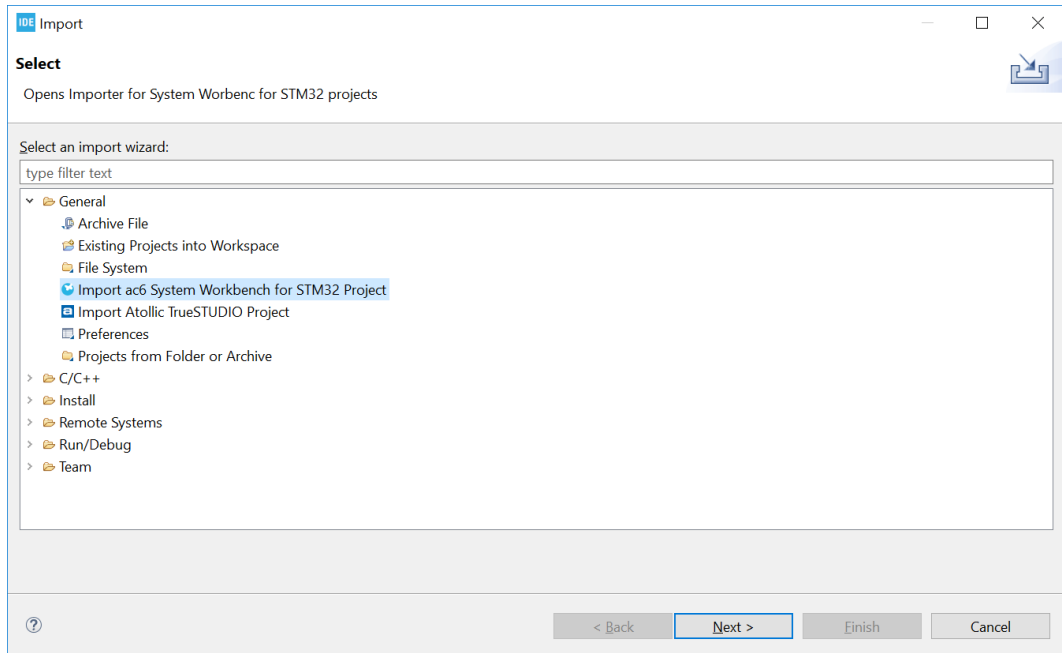 IDE Import
Select
Opens Importer for System Worbenc for STM32 projects
Select an import wizard:
type filter text
General
Archive File
Existing Projects into Workspace
File System
Import ac6 System Workbench for STM32 Project
Import Atollic TrueSTUDIO Project
Preferences
Projects from Folder or Archive
C/C++
Install
Remote Systems
Run/Debug
Team
? < Back Next > Finish Cancel